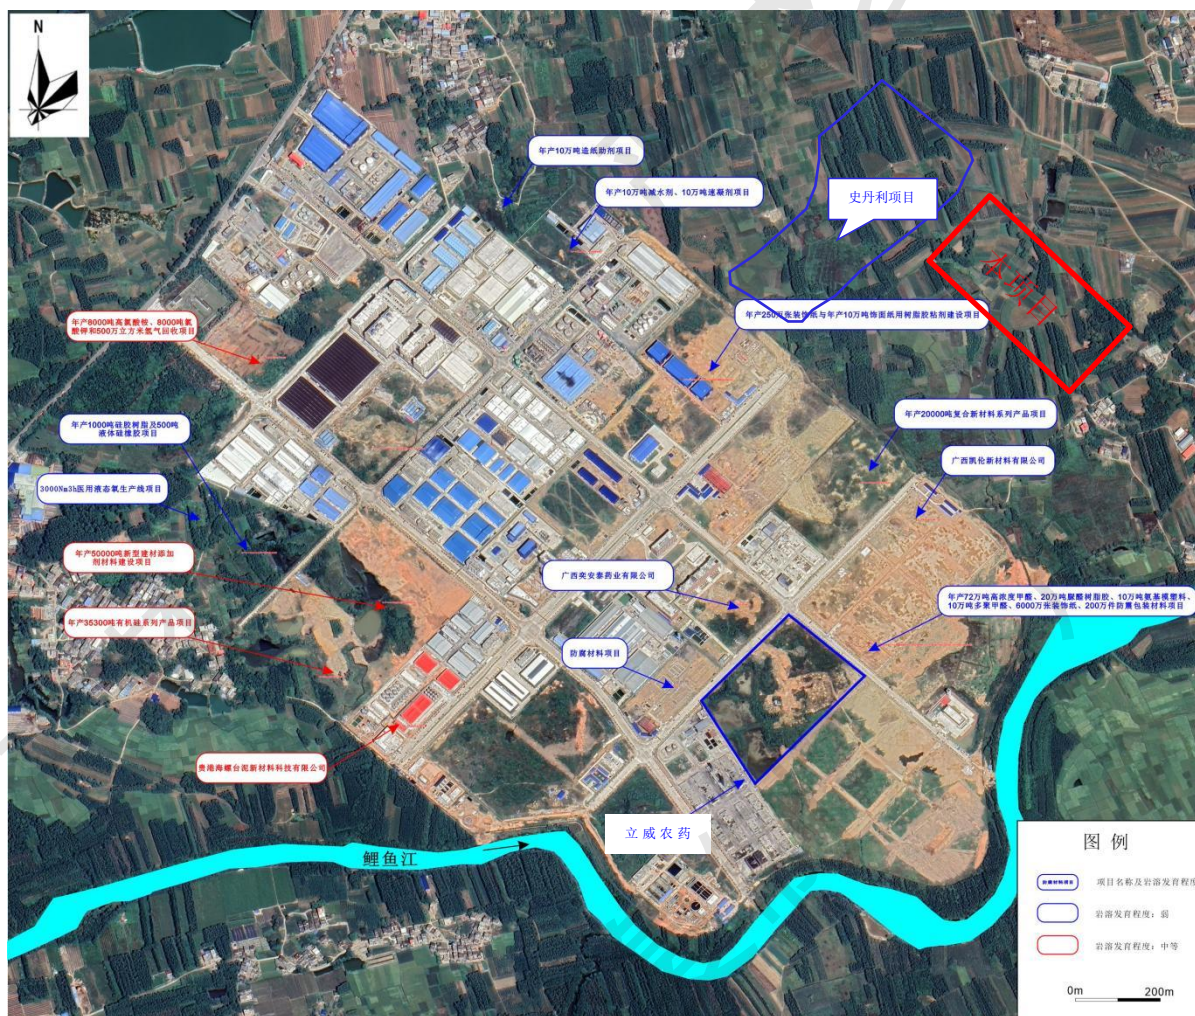 N
年产10万吨造纸助剂项目
年产10万吨减水剂、10万吨速凝剂项目
史丹利项目
本项目
年产8000吨高氯酸铵、8000吨氯
酸钾和500万立方米氢气回收项目
年产250万张装饰纸与年产10万吨饰面纸用树脂胶粘剂建设项目
年产1000吨硅胶树脂及500吨
液体硅橡胶项目
年产20000吨复合新材料系列产品项目
广西凯伦新材料有限公司
3000Nm3h医用液态氧生产线项目
年产50000吨新型建材添加
剂材料建设项目
广西奕安泰药业有限公司
年产72万吨高浓度甲醛、20万吨脲醛树脂胶、10万吨氨基模塑料、
10万吨多聚甲醛、6000万张装饰纸、200万件防腐包装材料项目
年产35300吨有机硅系列产品项目
防腐材料项目
贵港海螺台泥新材料科技有限公司
立威农药
鲤鱼江
图 例
防腐材料项目
项目名称及岩溶发育程度
岩溶发育程度：弱
岩溶发育程度：中等
0m
200m